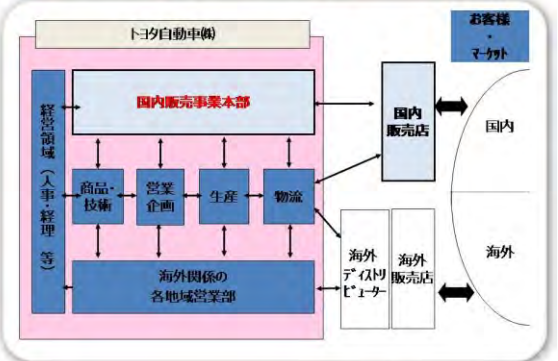 トヨタ自動車㈱
お客様
・
マーケット
経営領域（人事・経理 等）
国内販売事業本部
国内
販売店
国内
商品・
技術
営業
企画
生産
物流
海外
海外関係の
各地域営業部
海外
ディストリ
ビューター
海外
販売店